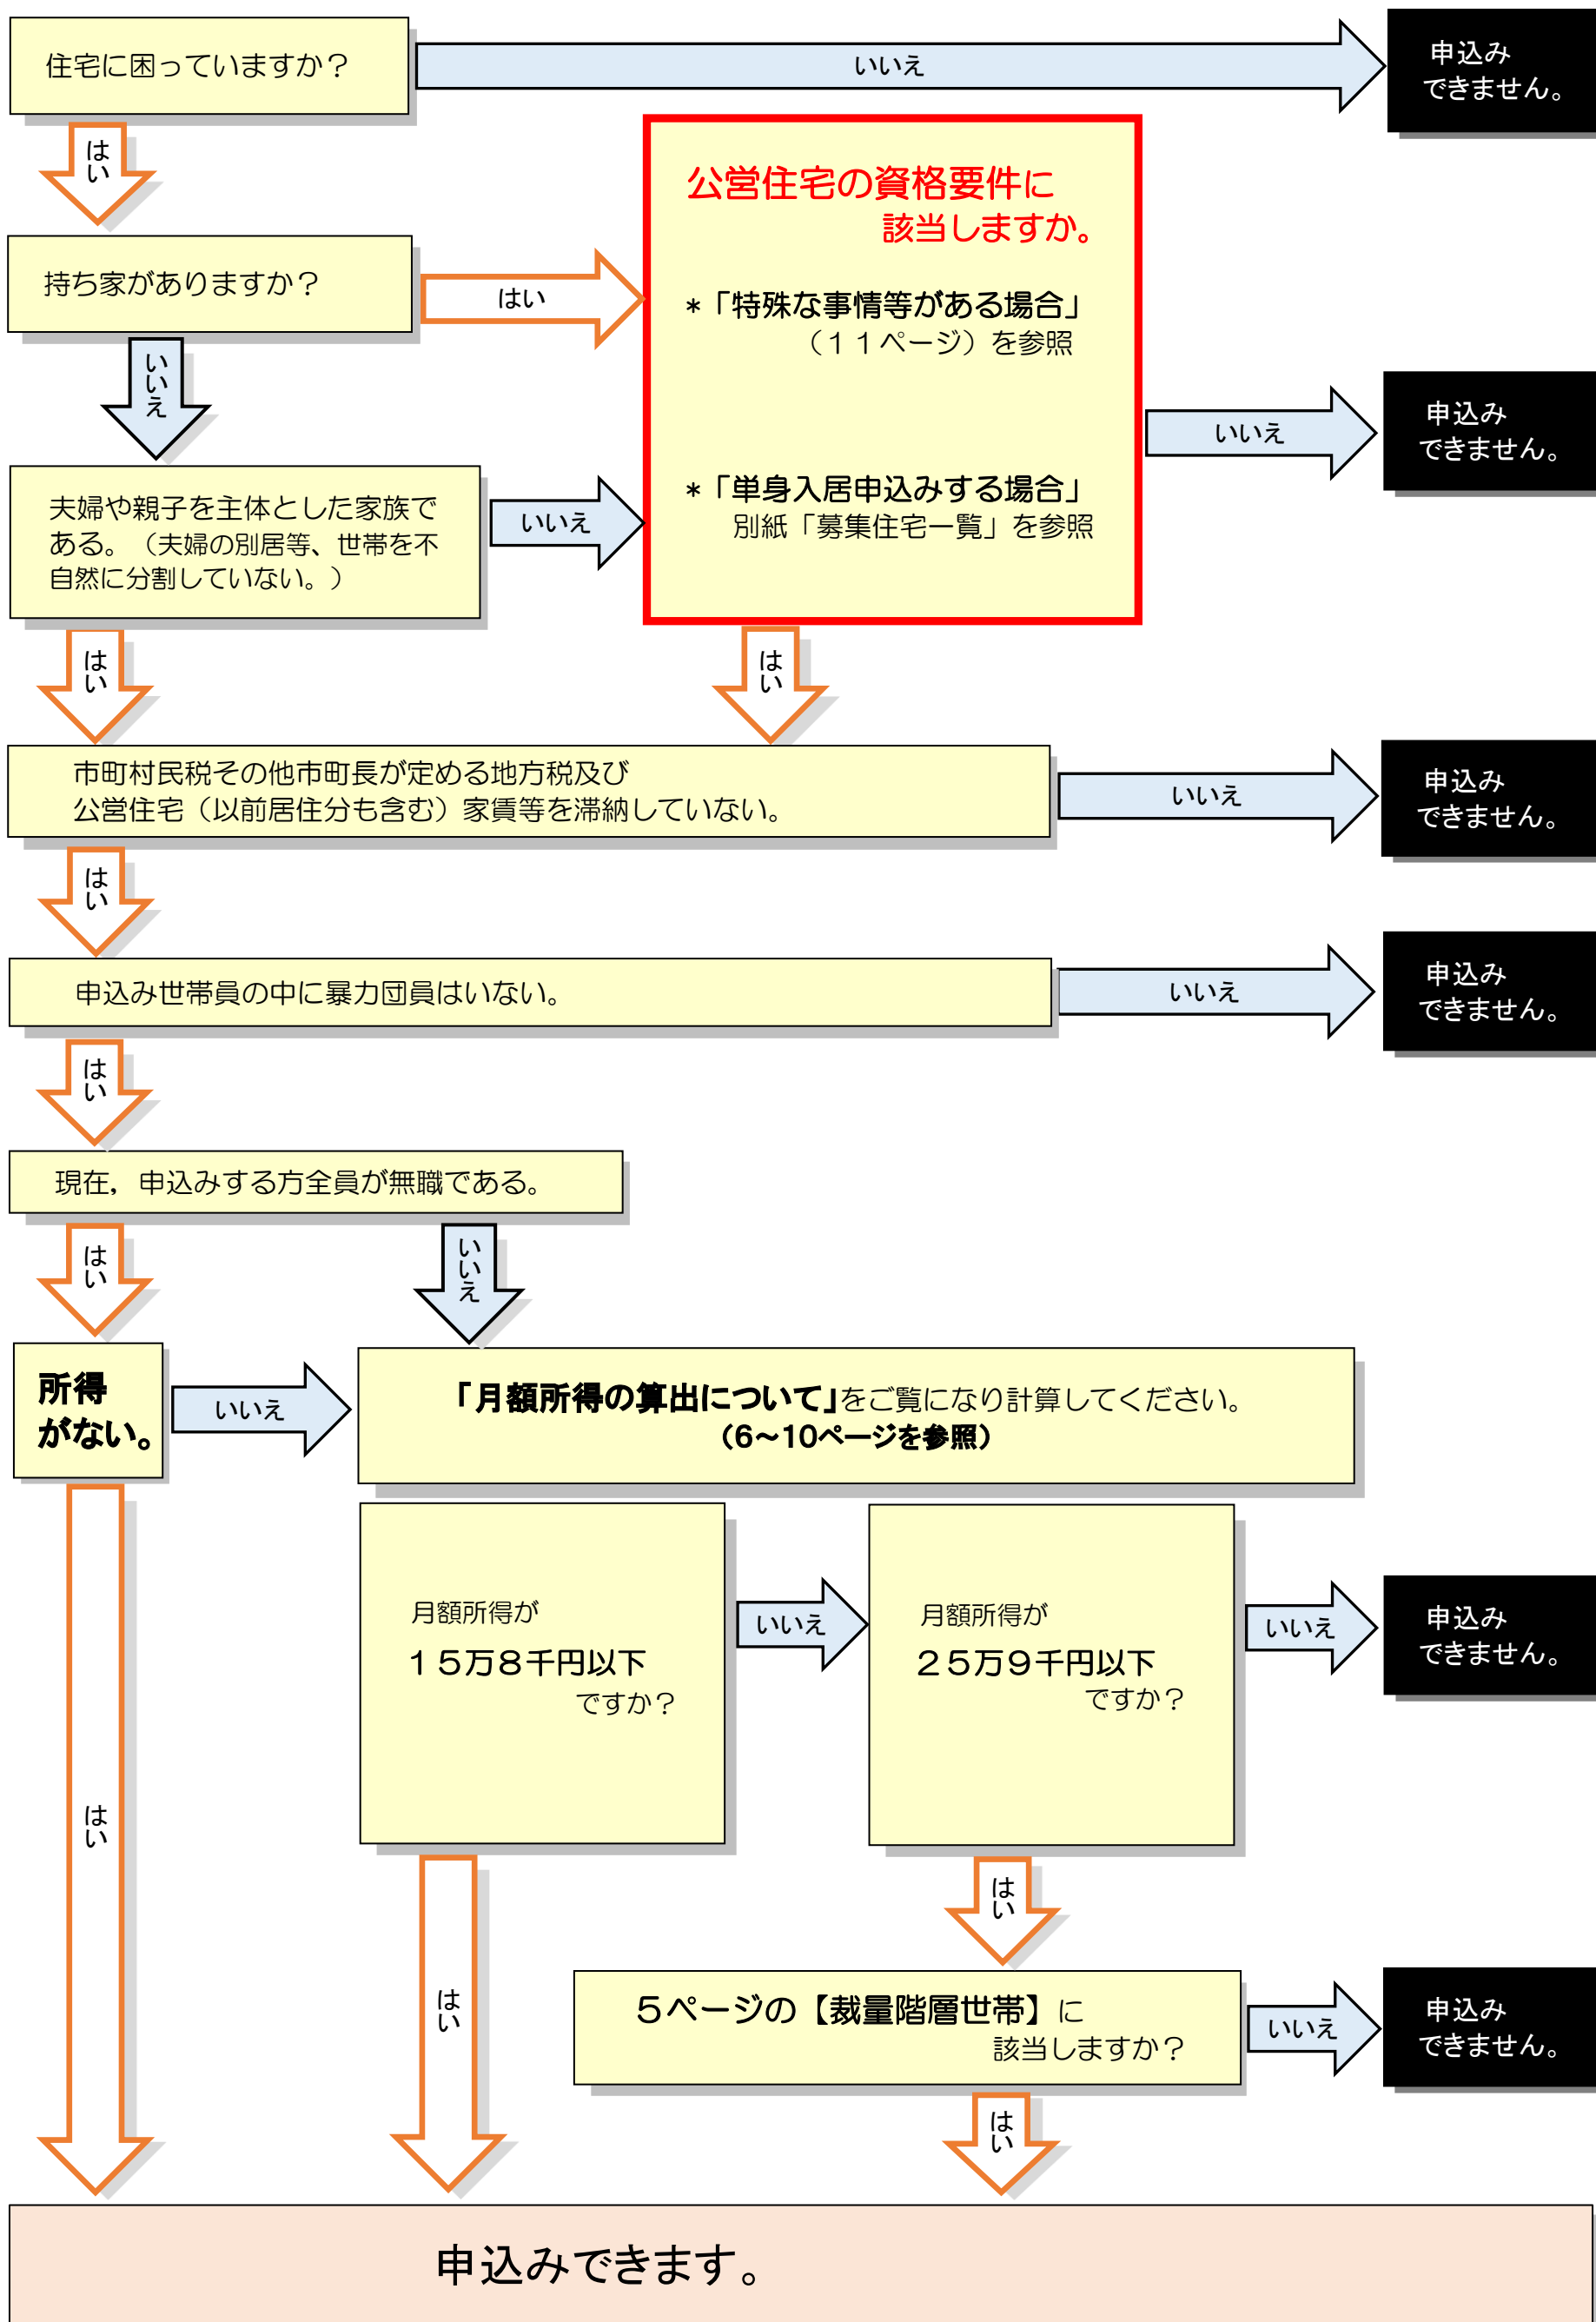 住宅に困っていますか？
いいえ
申込み
できません。
はい
公営住宅の資格要件に
該当しますか。
＊「特殊な事情等がある場合」
（１１ページ）を参照
＊「単身入居申込みする場合」
別紙「募集住宅一覧」を参照
持ち家がありますか？
はい
いいえ
いいえ
申込み
できません。
夫婦や親子を主体とした家族で
ある。（夫婦の別居等、世帯を不
自然に分割していない。）
いいえ
はい
はい
市町村民税その他市町長が定める地方税及び
公営住宅（以前居住分も含む）家賃等を滞納していない。
いいえ
申込み
できません。
はい
申込み世帯員の中に暴力団員はいない。
いいえ
申込み
できません。
はい
現在，申込みする方全員が無職である。
はい
いいえ
所得
がない。
いいえ
「月額所得の算出について」をご覧になり計算してください。
（6～10ページを参照）
月額所得が
１５万８千円以下
ですか？
いいえ
月額所得が
２５万９千円以下
ですか？
いいえ
申込み
できません。
はい
はい
はい
５ページの【裁量階層世帯】に
該当しますか？
いいえ
申込み
できません。
はい
申込みできます。